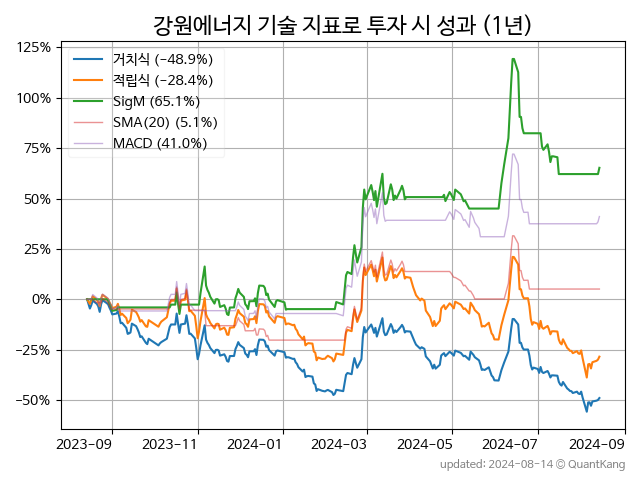 강원에너지 기술 지표로 투자 시 성과 (1년)
125%
100%
75%
50%
25%
0%
−25%
−50%
거치식 (−48.9%)
적립식 (−28.4%)
SigM (65.1%)
SMA(20) (5.1%)
MACD (41.0%)
2023-09 2023-11 2024-01 2024-03 2024-05 2024-07 2024-09
updated: 2024-08-14 © QuantKang